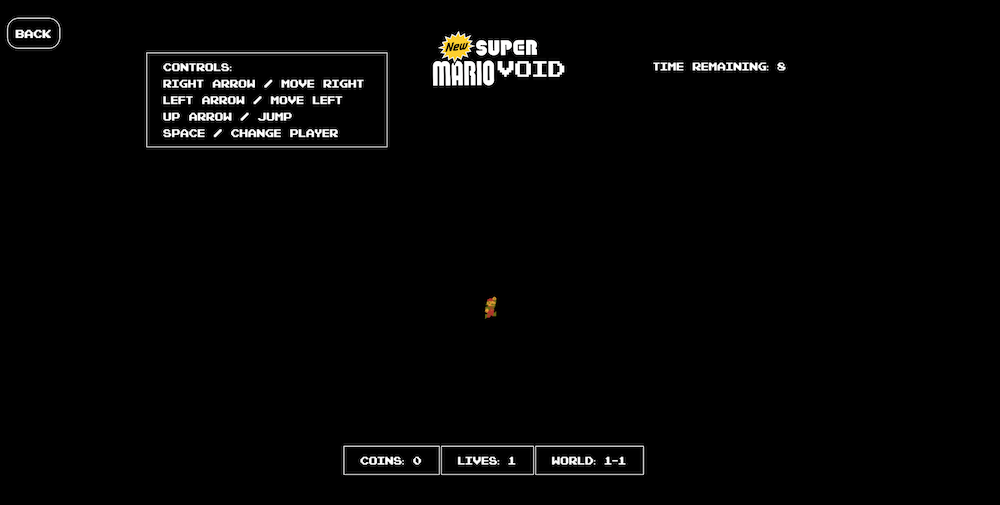 BACK
CONTROLS:
RIGHT ARROW / MOVE RIGHT
LEFT ARROW / MOVE LEFT
UP ARROW / JUMP
SPACE / CHANGE PLAYER
New SUPER
MARIO VOID
TIME REMAINING: 8
COINS: 0
LIVES: 1
WORLD: 1-1